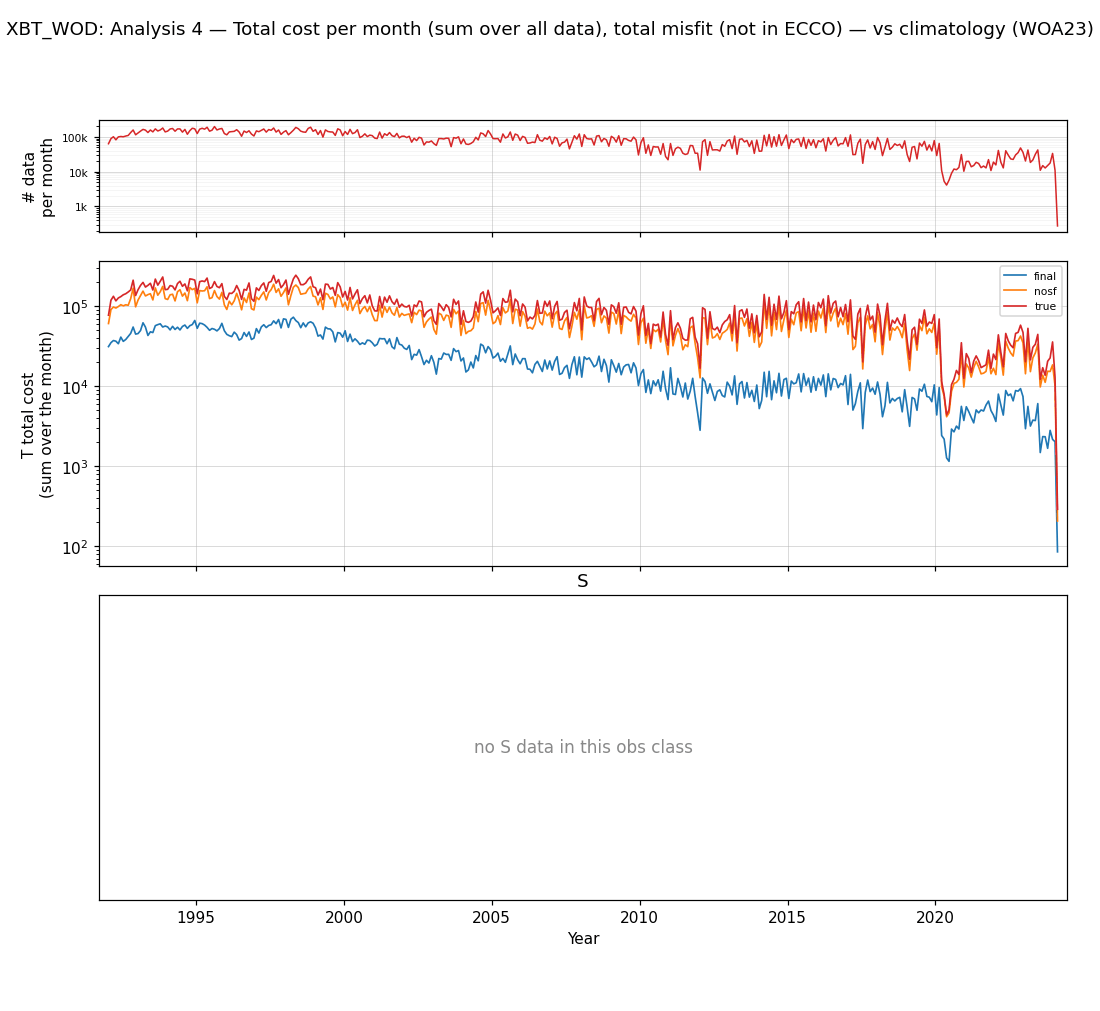 XBT_WOD: Analysis 4 — Total cost per month (sum over all data), total misfit (not in ECCO) — vs climatology (WOA23)
# data
per month
100k
10k
1k
T total cost
(sum over the month)
10^5
10^4
10^3
10^2
final
nosf
true
S
no S data in this obs class
1995
2000
2005
2010
2015
2020
Year